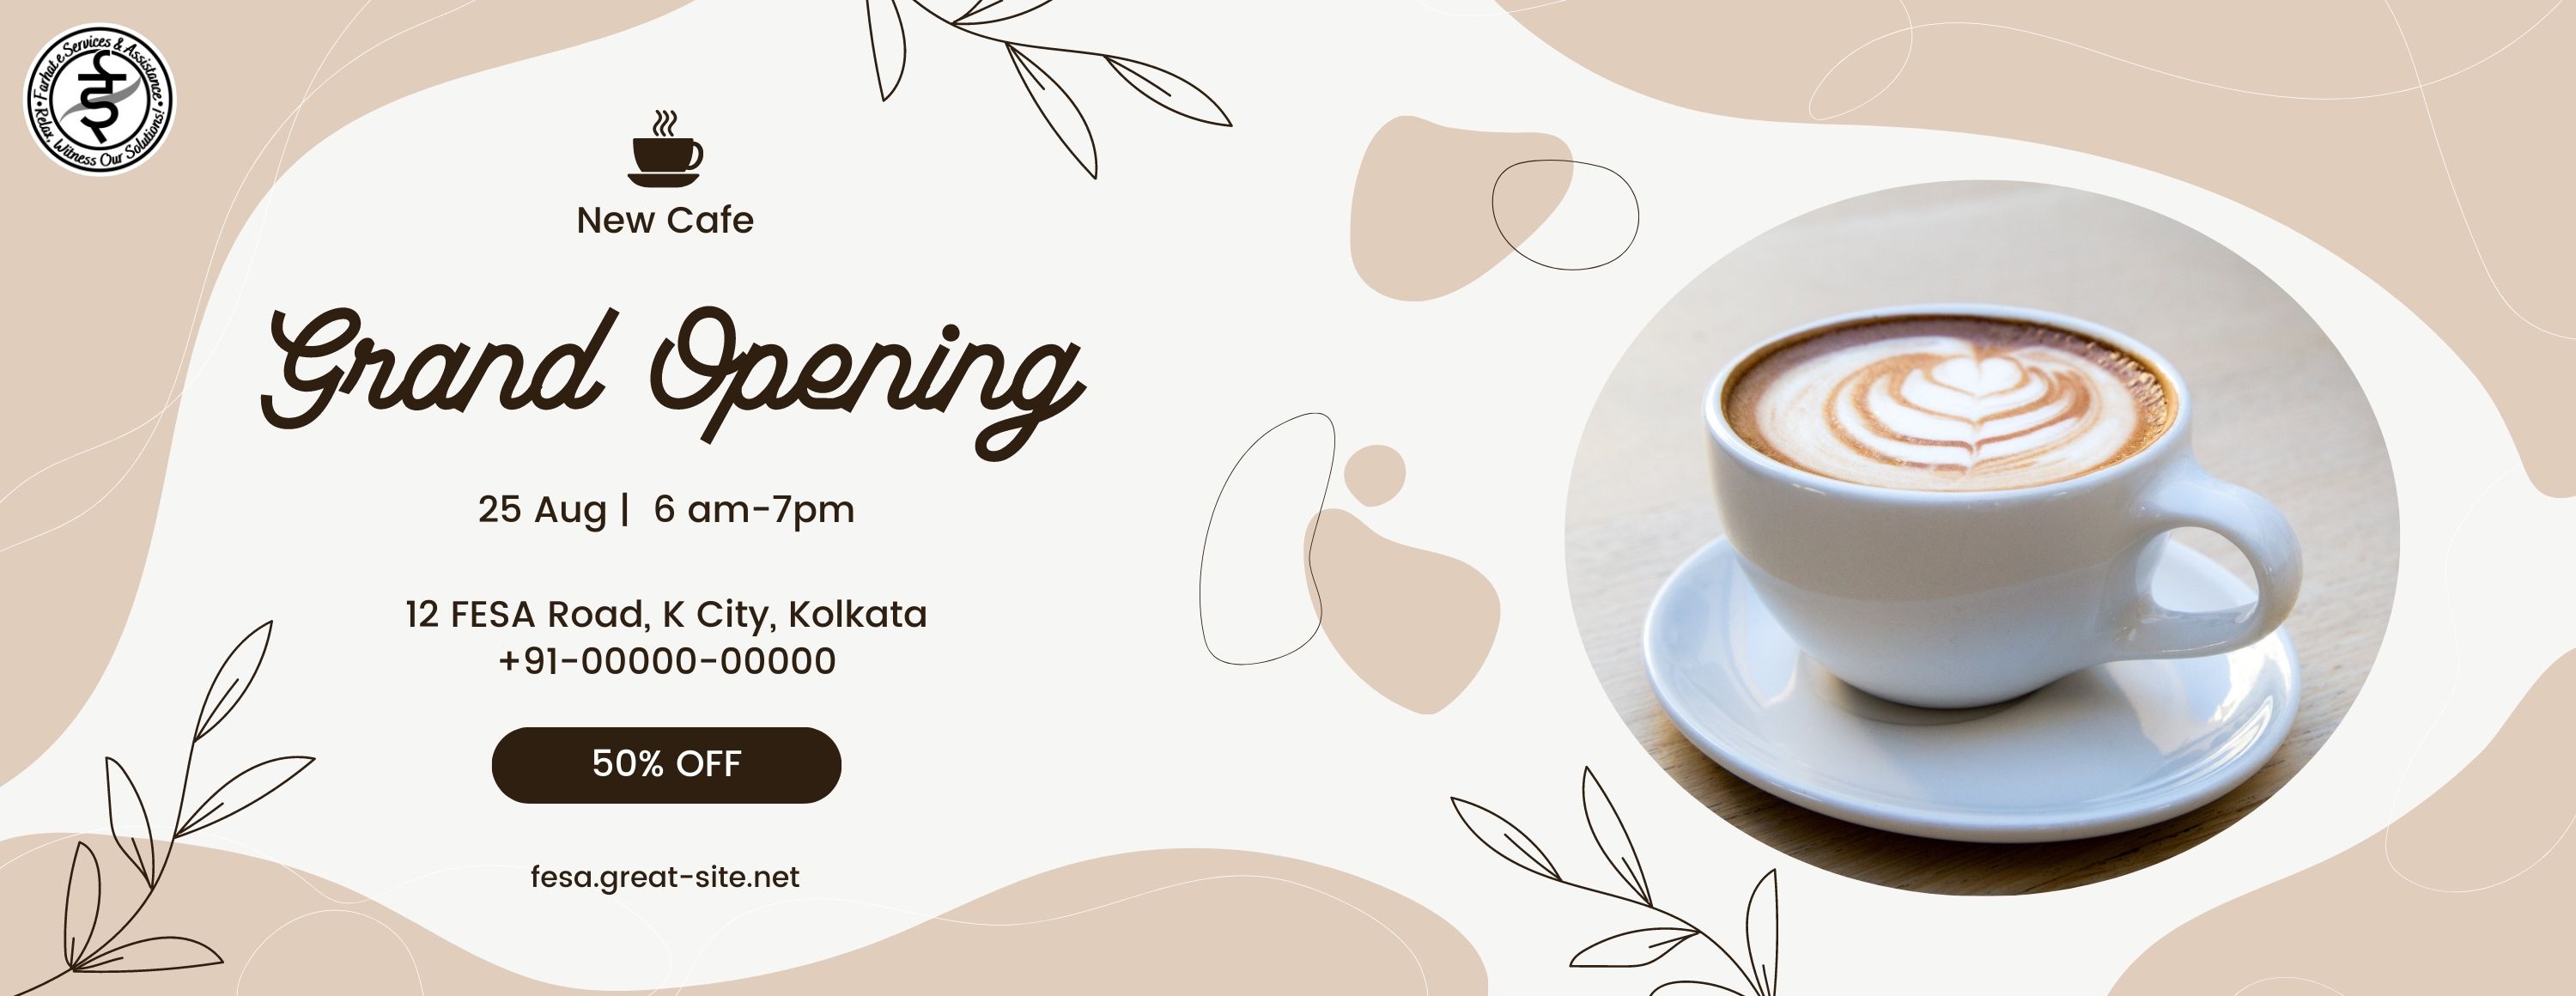 Farhat e Services & Assistance
ई
Relax, Witness Our Solutions!
New Cafe
Grand Opening
25 Aug | 6 am-7pm
12 FESA Road, K City, Kolkata
+91-00000-00000
50% OFF
fesa.great-site.net